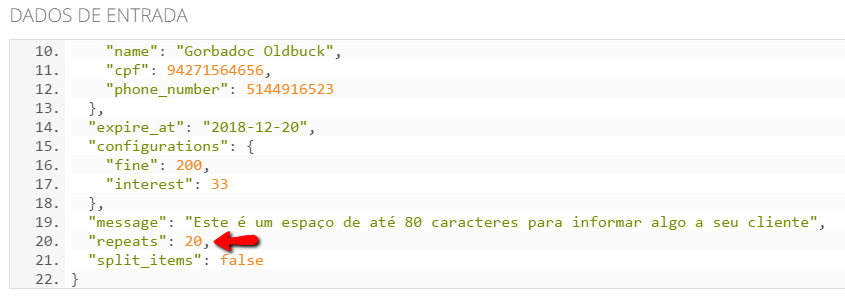 DADOS DE ENTRADA
10. "name": "Gorbadoc Oldbuck",
11. "cpf": 94271564656,
12. "phone_number": 5144916523
13. },
14. "expire_at": "2018-12-20",
15. "configurations": {
16. "fine": 200,
17. "interest": 33
18. },
19. "message": "Este é um espaço de até 80 caracteres para informar algo a seu cliente",
20. "repeats": 20,
21. "split_items": false
22. }